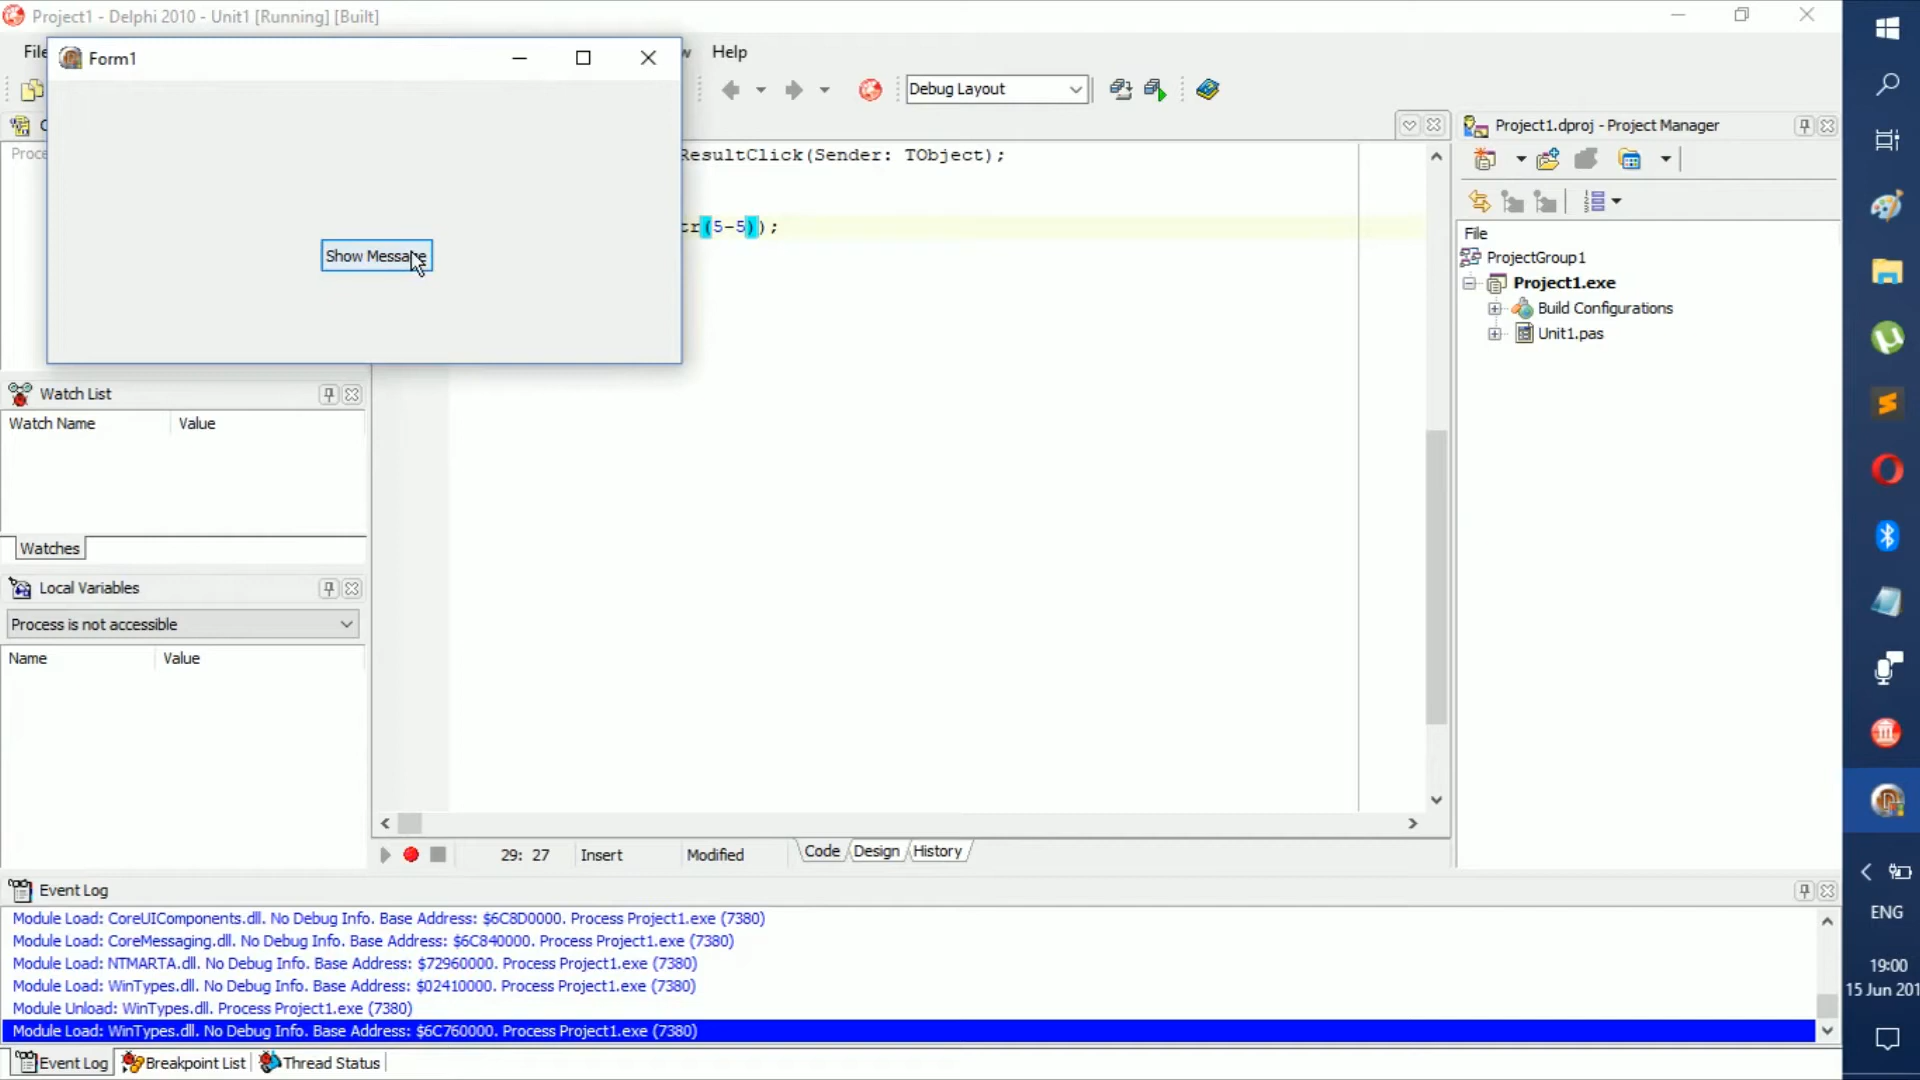 Project1 - Delphi 2010 - Unit1 [Running] [Built]
File
Help
Form1
Debug Layout
Project1.dproj - Project Manager
ResultClick(Sender: TObject);
tr(5-5));
Show Message
File
ProjectGroup1
Project1.exe
Build Configurations
Unit1.pas
Watch List
Watch Name Value
Watches
Local Variables
Process is not accessible
Name Value
29: 27 Insert Modified Code Design History
Event Log
Module Load: CoreUIComponents.dll. No Debug Info. Base Address: $6C8D0000. Process Project1.exe (7380)
Module Load: CoreMessaging.dll. No Debug Info. Base Address: $6C840000. Process Project1.exe (7380)
Module Load: NTMARTA.dll. No Debug Info. Base Address: $72960000. Process Project1.exe (7380)
Module Load: WinTypes.dll. No Debug Info. Base Address: $02410000. Process Project1.exe (7380)
Module Unload: WinTypes.dll. Process Project1.exe (7380)
Module Load: WinTypes.dll. No Debug Info. Base Address: $6C760000. Process Project1.exe (7380)
Event Log Breakpoint List Thread Status
ENG
19:00
15 Jun 201